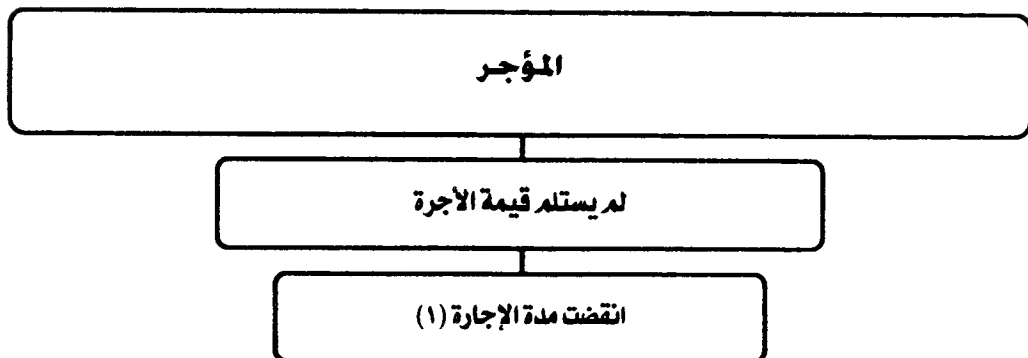 المؤجر
لم يستلم قيمة الأجرة
انقضت مدة الإجارة (١)